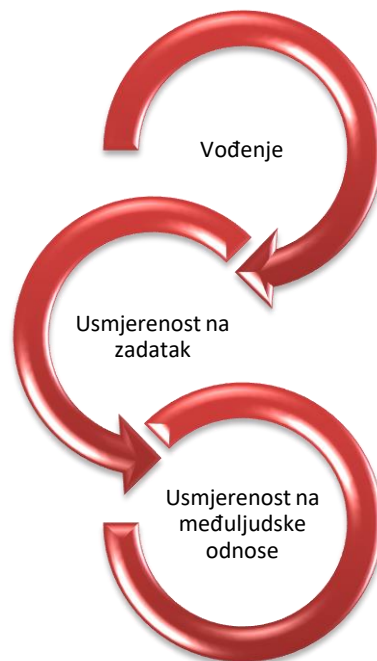 Vođenje
Usmjerenost na
zadatak
Usmjerenost na
međuljudske
odnose